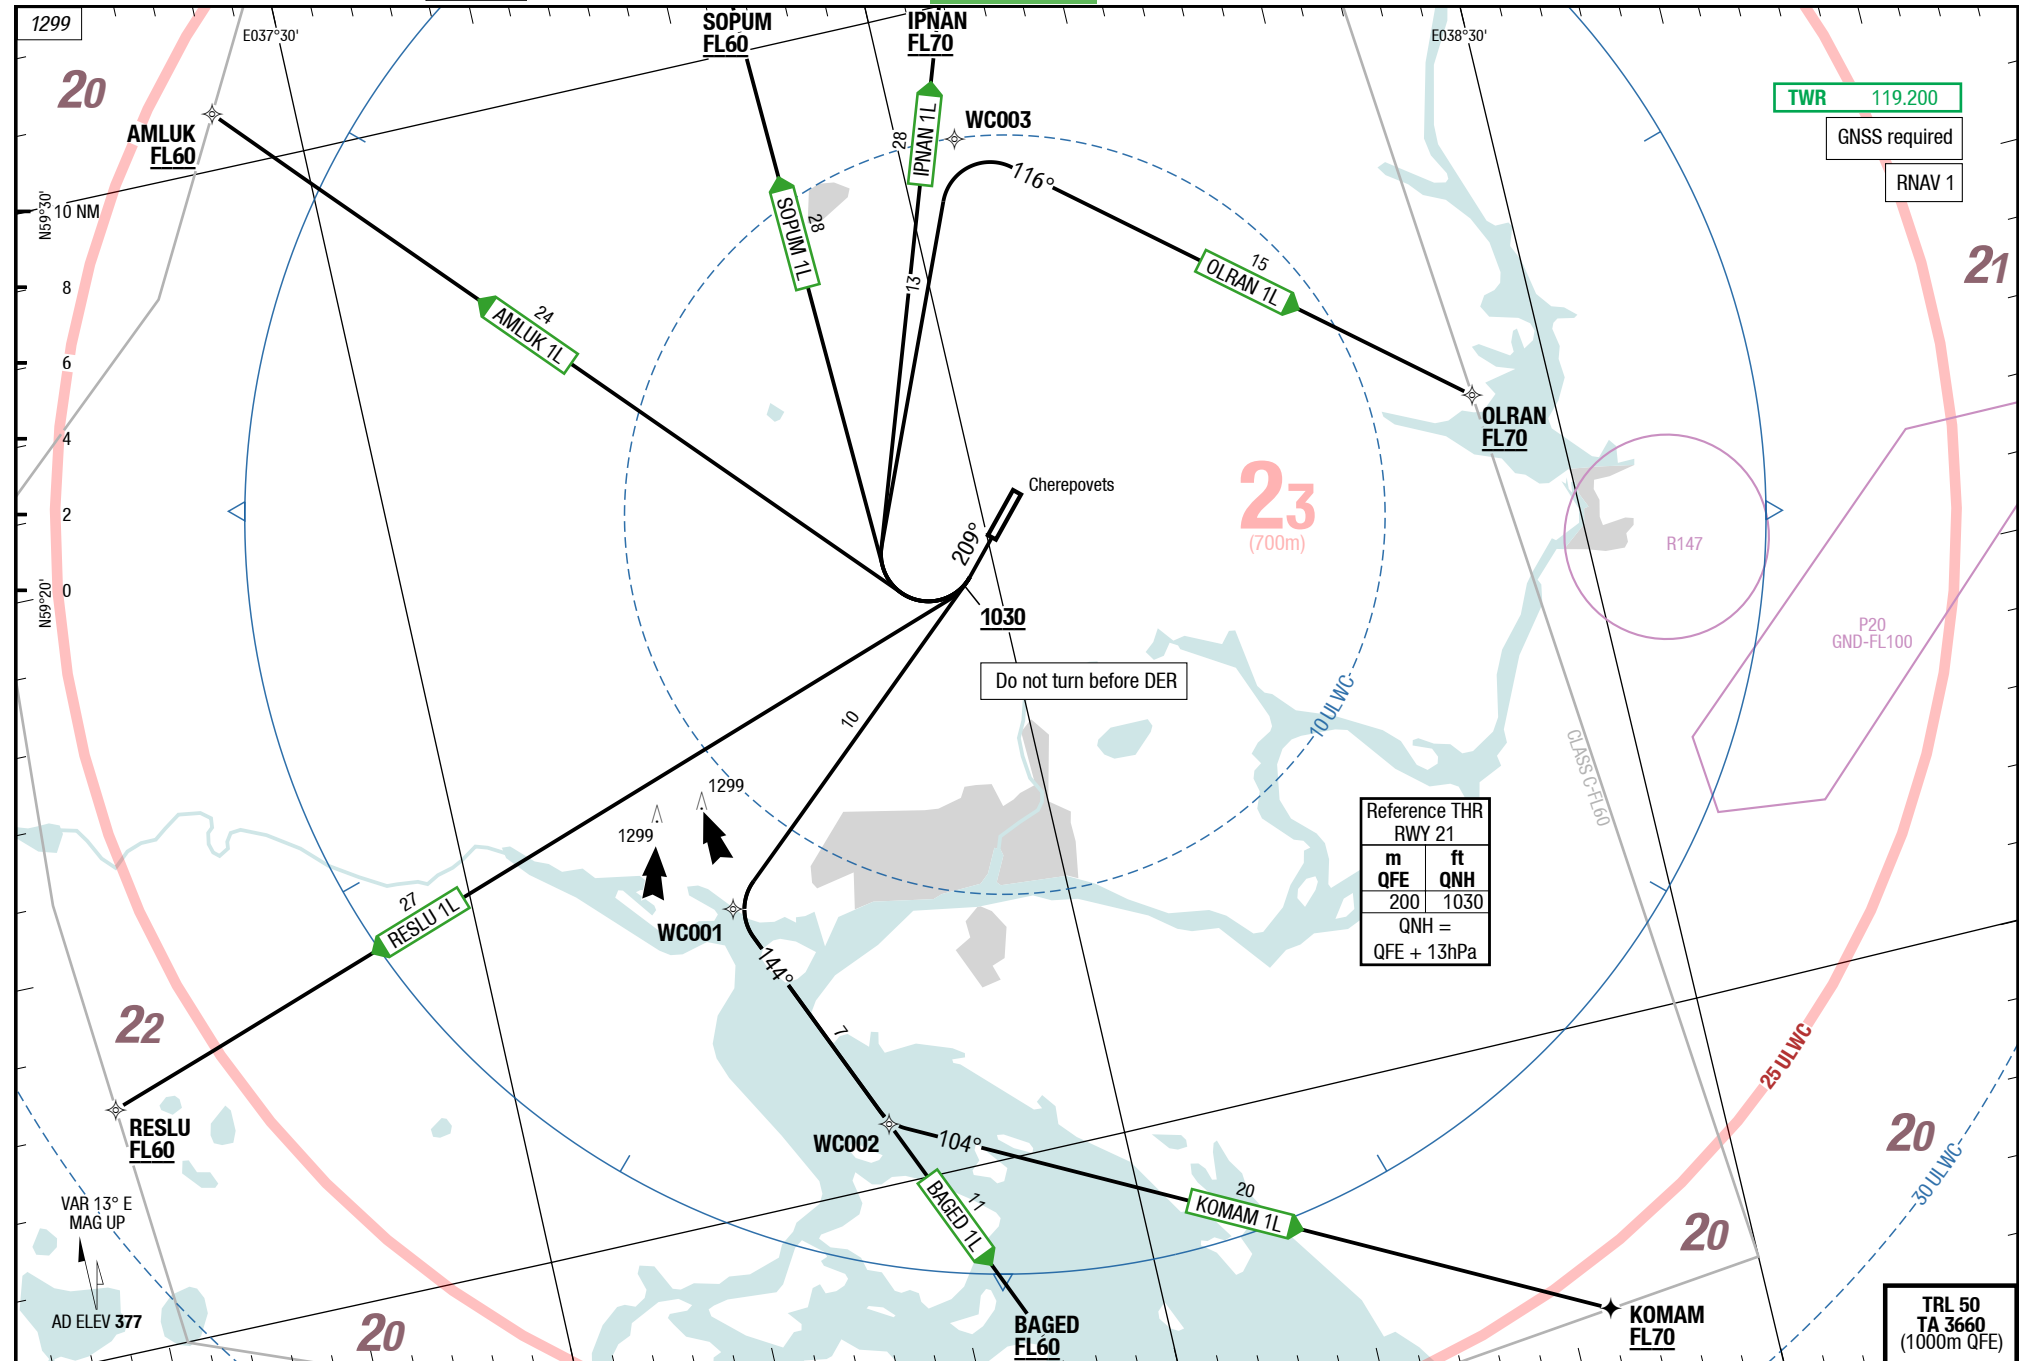 1299
E037°30'
SOPUM
FL60
IPNAN
FL70
E038°30'
20
TWR 119.200
GNSS required
RNAV 1
AMLUK
FL60
WC003
28
IPNAN 1L
116°
N59°30'
10 NM
8
6
4
2
0
N59°20'
SOPUM 1L
28
13
15
OLRAN 1L
21
24
AMLUK 1L
OLRAN
FL70
Cherepovets
209°
23
(700m)
R147
P20
GND-FL100
1030
Do not turn before DER
10 ULWC
10
CLASS C-FL60
1299
1299
Reference THR
RWY 21
m ft
QFE QNH
200 1030
QNH =
QFE + 13hPa
27
RESLU 1L
WC001
144°
22
7
25 ULWC
RESLU
FL60
WC002
104°
20
30 ULWC
VAR 13° E
MAG UP
11
BAGED 1L
20
KOMAM 1L
20
AD ELEV 377
20
BAGED
FL60
KOMAM
FL70
TRL 50
TA 3660
(1000m QFE)